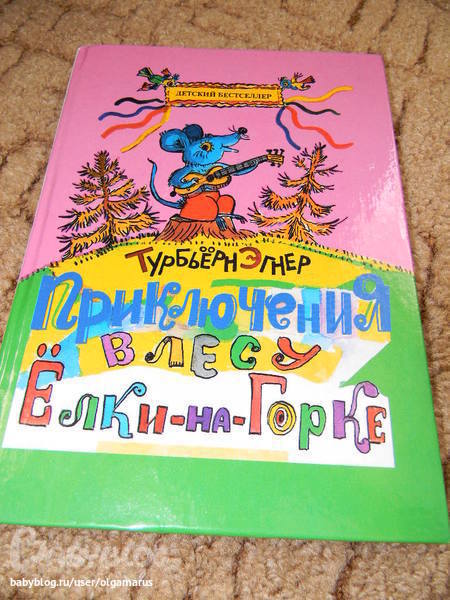 ДЕТСКИЙ БЕСТСЕЛЛЕР
ТУРБЬЁРН ЭГНЕР
ПРИКЛЮЧЕНИЯ
В ЛЕСУ
ЁЛКИ-НА-ГОРКЕ
babyblog.ru/user/olgamarus